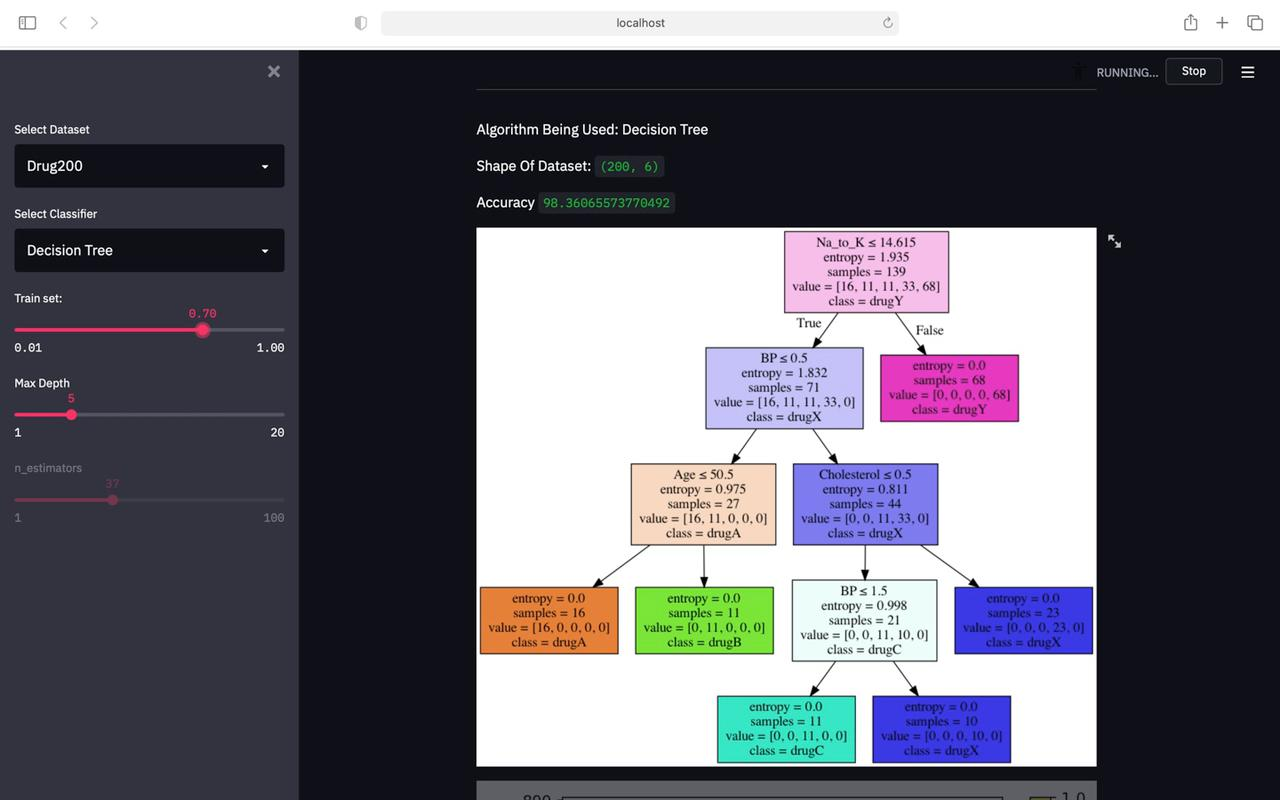 localhost
RUNNING...
Stop
Select Dataset
Drug200
Select Classifier
Decision Tree
Train set:
0.70
0.01
1.00
Max Depth
5
1
20
n_estimators
37
1
100
Algorithm Being Used: Decision Tree
Shape Of Dataset: (200, 6)
Accuracy 98.36065573770492
Na_to_K ≤ 14.615
entropy = 1.935
samples = 139
value = [16, 11, 11, 33, 68]
class = drugY
True
False
BP ≤ 0.5
entropy = 1.832
samples = 71
value = [16, 11, 11, 33, 0]
class = drugX
entropy = 0.0
samples = 68
value = [0, 0, 0, 0, 68]
class = drugY
Age ≤ 50.5
entropy = 0.975
samples = 27
value = [16, 11, 0, 0, 0]
class = drugA
Cholesterol ≤ 0.5
entropy = 0.811
samples = 44
value = [0, 0, 11, 33, 0]
class = drugX
entropy = 0.0
samples = 16
value = [16, 0, 0, 0, 0]
class = drugA
entropy = 0.0
samples = 11
value = [0, 11, 0, 0, 0]
class = drugB
BP ≤ 1.5
entropy = 0.998
samples = 21
value = [0, 0, 11, 10, 0]
class = drugC
entropy = 0.0
samples = 23
value = [0, 0, 0, 23, 0]
class = drugX
entropy = 0.0
samples = 11
value = [0, 0, 11, 0, 0]
class = drugC
entropy = 0.0
samples = 10
value = [0, 0, 0, 10, 0]
class = drugX
1.0